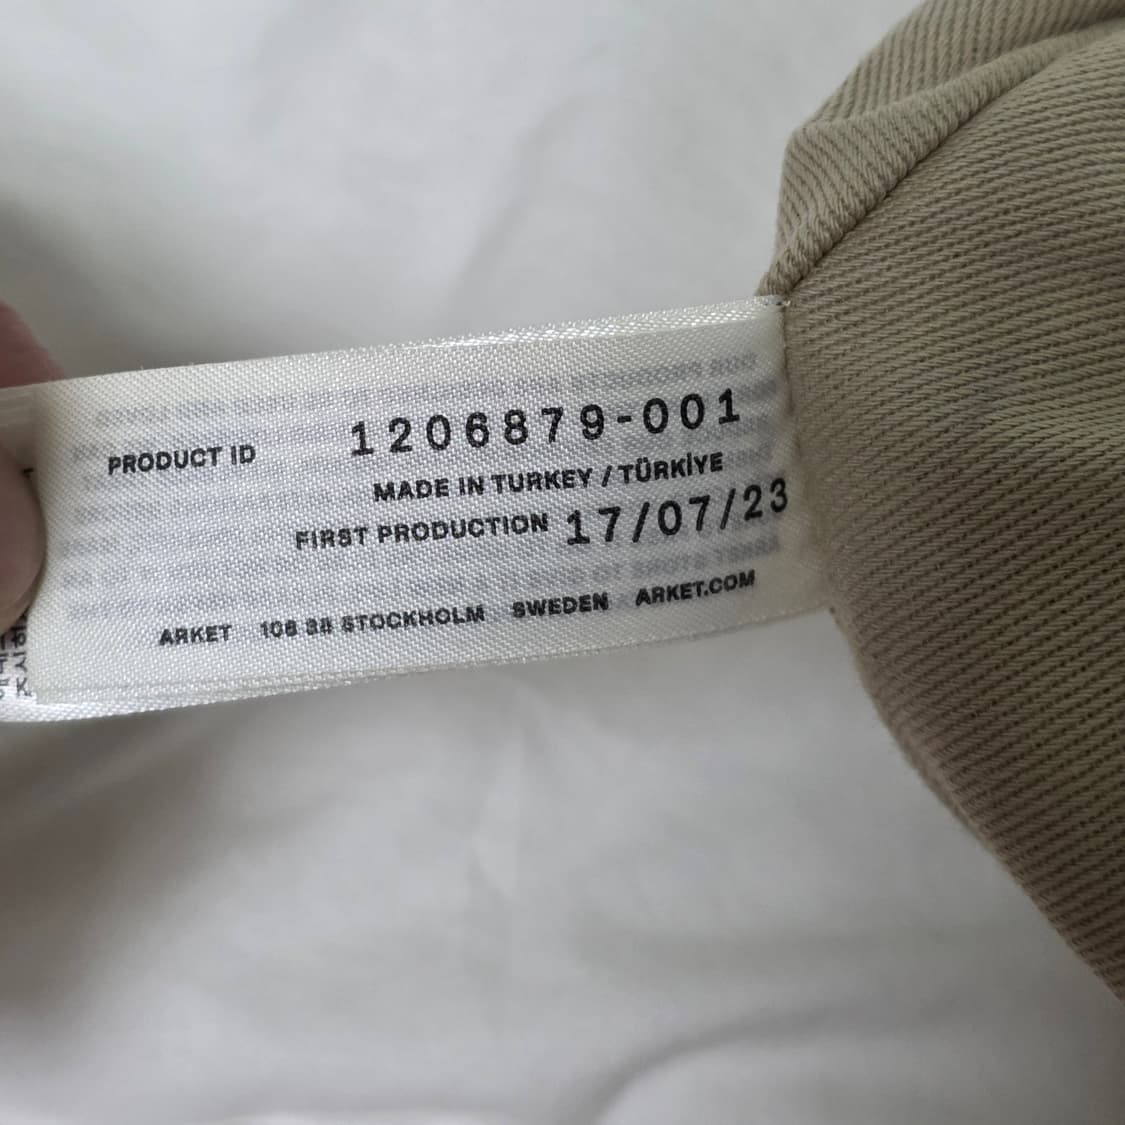 PRODUCT ID 1206879-001
MADE IN TURKEY / TÜRKİYE
FIRST PRODUCTION 17/07/23
ARKET 106 38 STOCKHOLM SWEDEN ARKET.COM